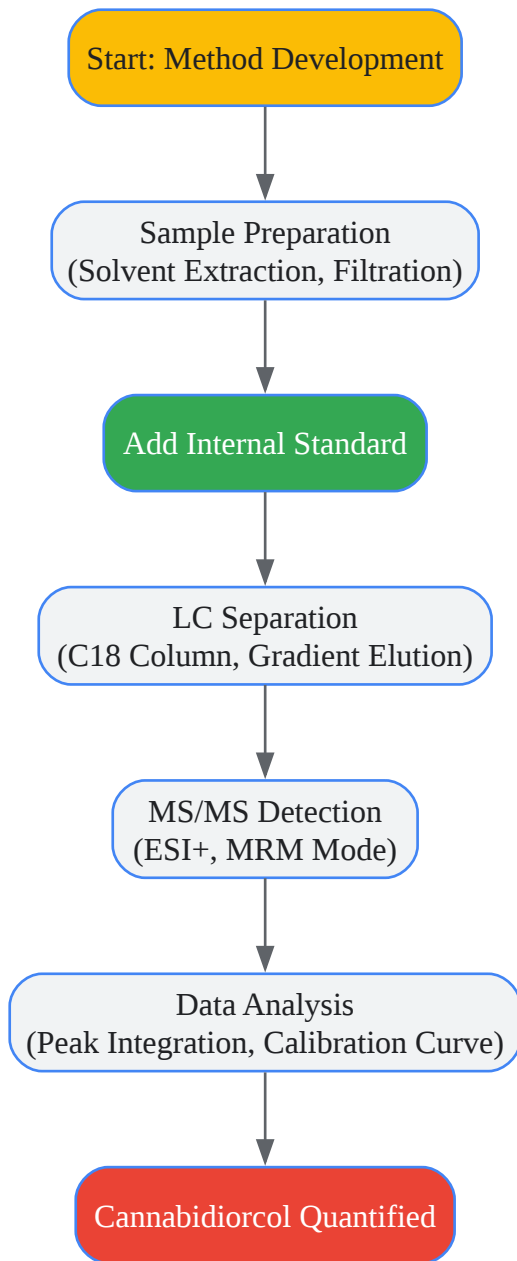 Start: Method Development
Sample Preparation
(Solvent Extraction, Filtration)
Add Internal Standard
LC Separation
(C18 Column, Gradient Elution)
MS/MS Detection
(ESI+, MRM Mode)
Data Analysis
(Peak Integration, Calibration Curve)
Cannabidiorcol Quantified